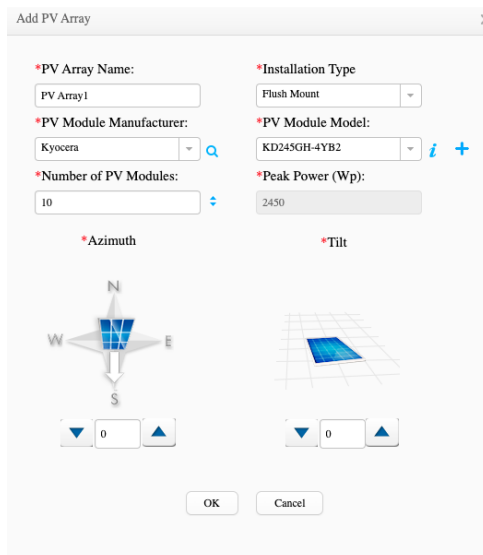 Add PV Array
*PV Array Name: *Installation Type
PV Array1 Flush Mount
*PV Module Manufacturer: *PV Module Model:
Kyocera KD245GH-4YB2 i +
*Number of PV Modules: *Peak Power (Wp):
10 2450
*Azimuth *Tilt
N
W E
S
0 0
OK Cancel